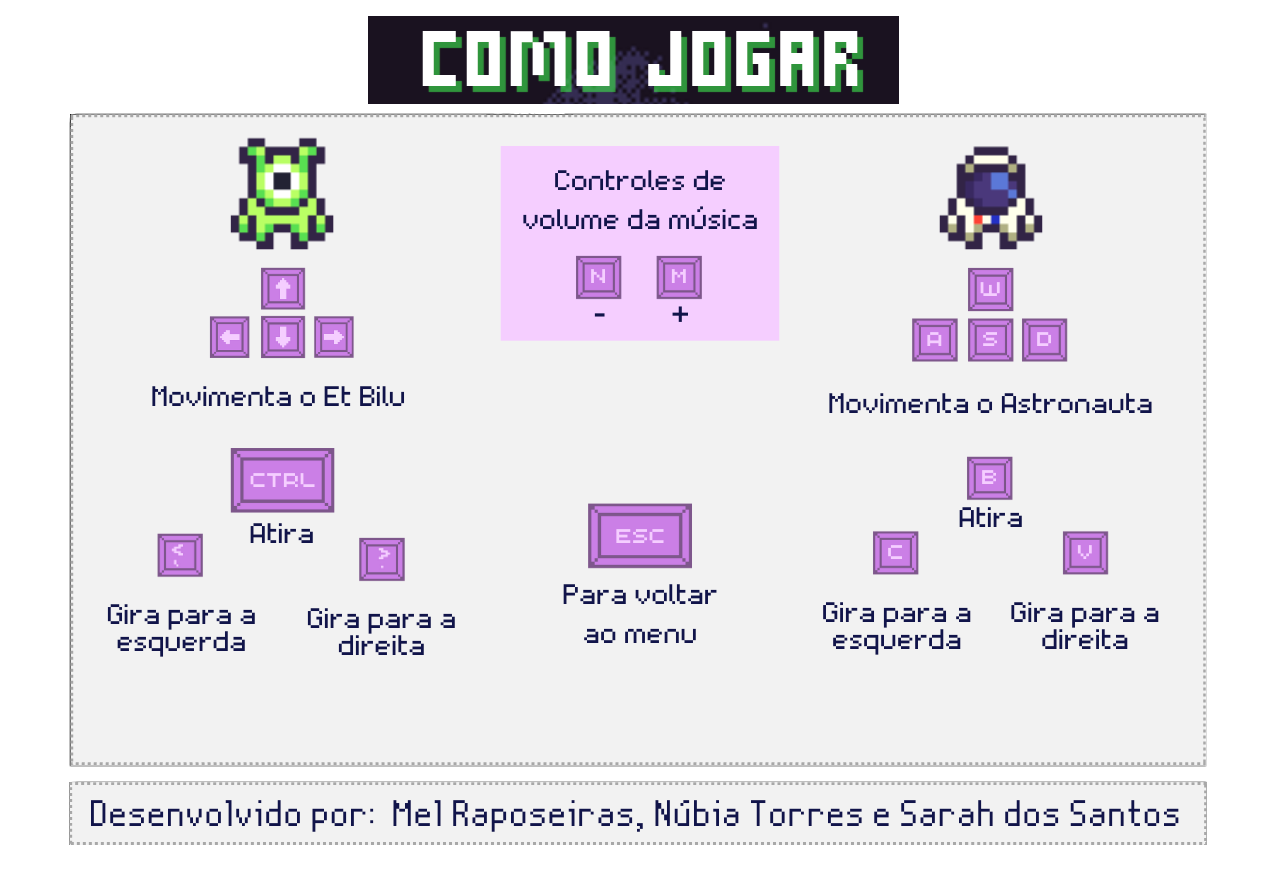 COMO JOGAR
Controles de
volume da música
N M
- +
Movimenta o Et Bilu
W
A S D
Movimenta o Astronauta
CTRL
Atira
<
,
Gira para a
esquerda
>
.
Gira para a
direita
ESC
Para voltar
ao menu
B
Atira
C
Gira para a
esquerda
V
Gira para a
direita
Desenvolvido por: Mel Raposeiras, Núbia Torres e Sarah dos Santos